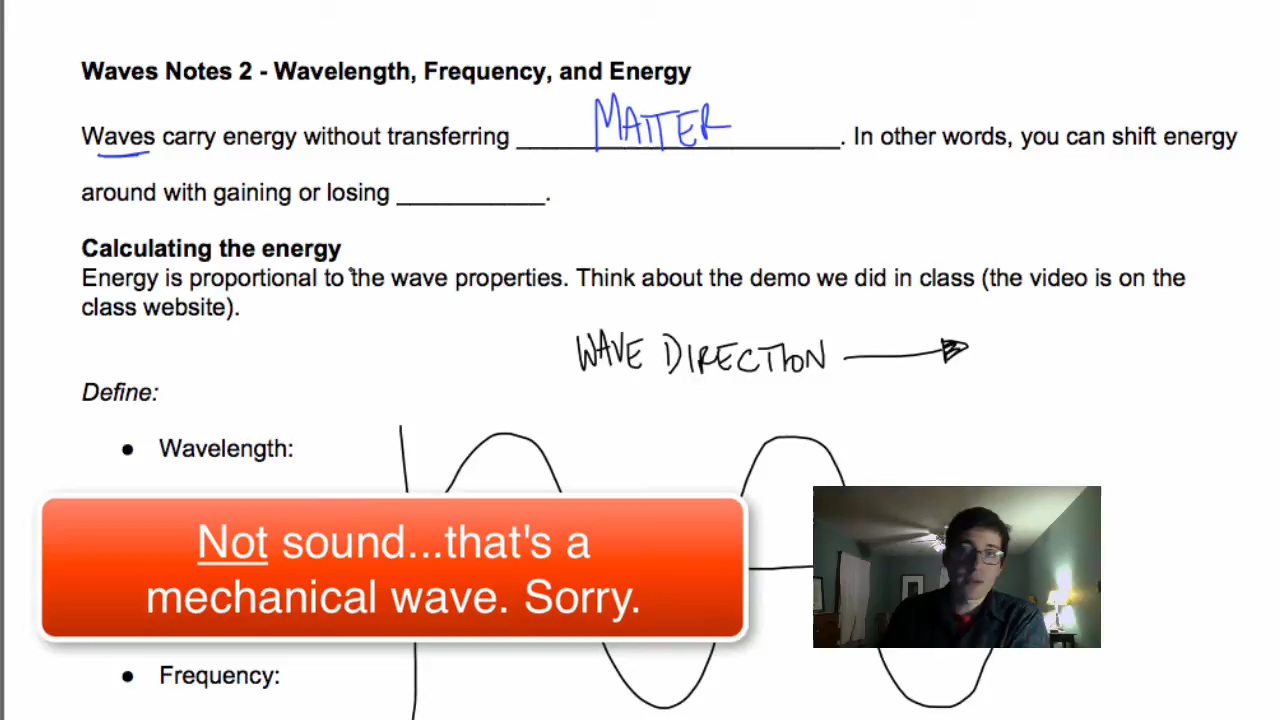 Waves Notes 2 - Wavelength, Frequency, and Energy
Waves carry energy without transferring ____MATTER____. In other words, you can shift energy
around with gaining or losing ___________.
Calculating the energy
Energy is proportional to the wave properties. Think about the demo we did in class (the video is on the
class website).
WAVE DIRECTION
Define:
● Wavelength:
Not sound...that's a
mechanical wave. Sorry.
● Frequency: